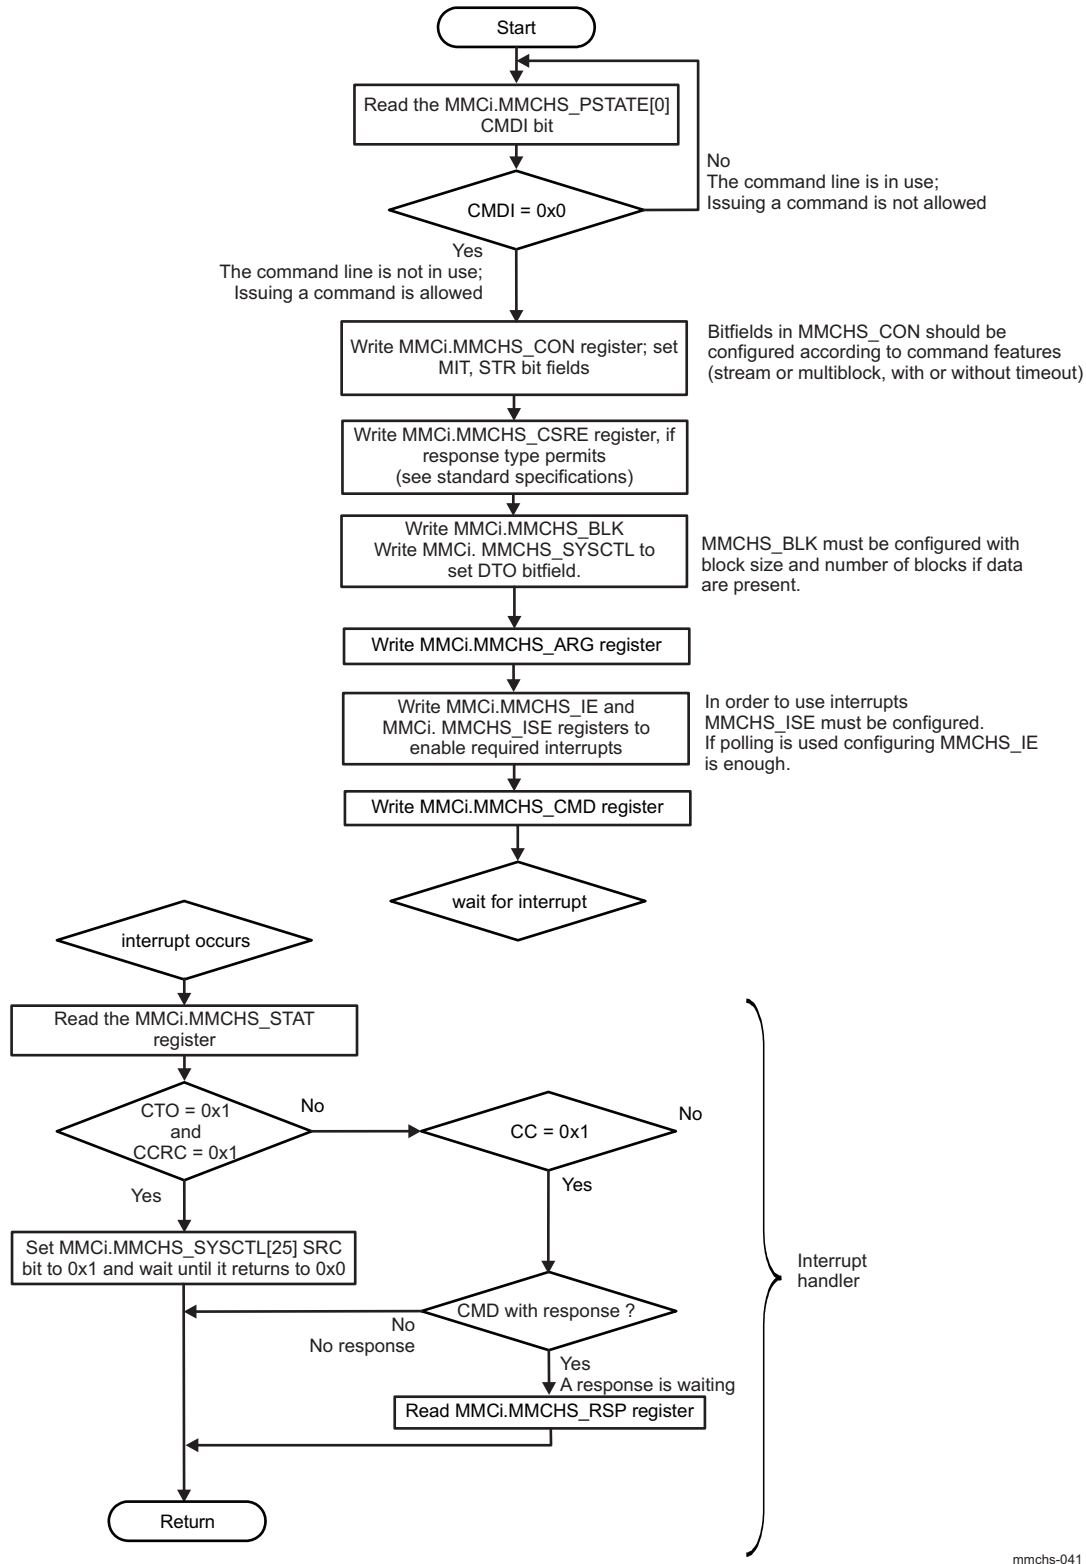 Start
Read the MMCi.MMCHS_PSTATE[0]
CMDI bit
No
The command line is in use;
Issuing a command is not allowed
CMDI = 0x0
Yes
The command line is not in use;
Issuing a command is allowed
Write MMCi.MMCHS_CON register; set
MIT, STR bit fields
Bitfields in MMCHS_CON should be
configured according to command features
(stream or multiblock, with or without timeout)
Write MMCi.MMCHS_CSRE register, if
response type permits
(see standard specifications)
Write MMCi.MMCHS_BLK
Write MMCi. MMCHS_SYSCTL to
set DTO bitfield.
MMCHS_BLK must be configured with
block size and number of blocks if data
are present.
Write MMCi.MMCHS_ARG register
Write MMCi.MMCHS_IE and
MMCi. MMCHS_ISE registers to
enable required interrupts
In order to use interrupts
MMCHS_ISE must be configured.
If polling is used configuring MMCHS_IE
is enough.
Write MMCi.MMCHS_CMD register
wait for interrupt
interrupt occurs
Read the MMCi.MMCHS_STAT
register
CTO = 0x1
and
CCRC = 0x1
No
CC = 0x1
No
Yes
Yes
Set MMCi.MMCHS_SYSCTL[25] SRC
bit to 0x1 and wait until it returns to 0x0
Interrupt
handler
CMD with response ?
No
No response
Yes
A response is waiting
Read MMCi.MMCHS_RSP register
Return
mmchs-041